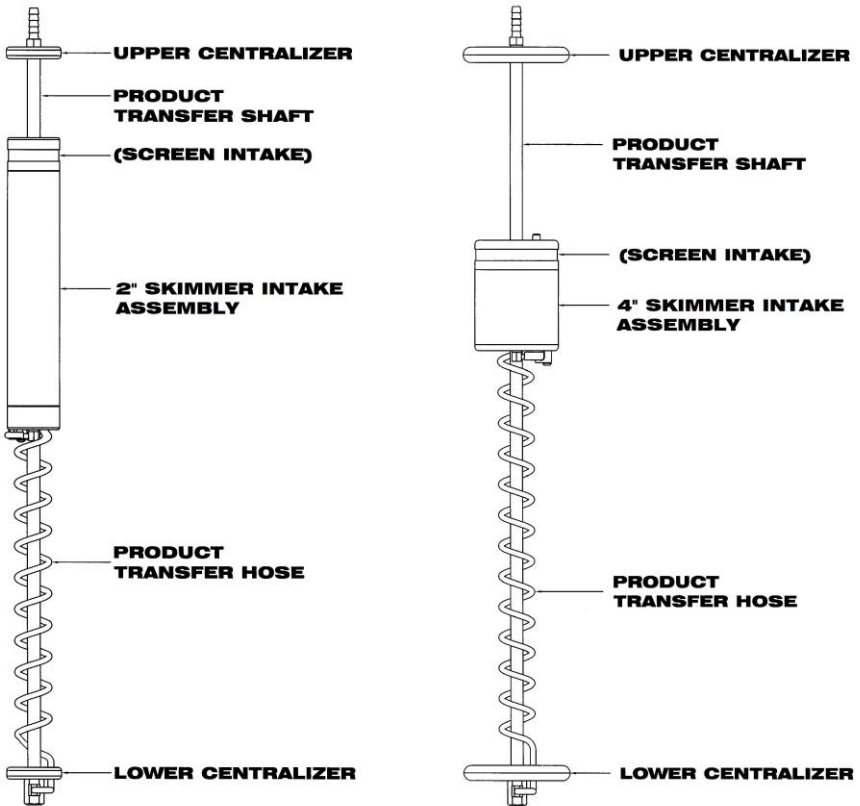 UPPER CENTRALIZER
PRODUCT
TRANSFER SHAFT
(SCREEN INTAKE)
2" SKIMMER INTAKE
ASSEMBLY
PRODUCT
TRANSFER HOSE
LOWER CENTRALIZER
UPPER CENTRALIZER
PRODUCT
TRANSFER SHAFT
(SCREEN INTAKE)
4" SKIMMER INTAKE
ASSEMBLY
PRODUCT
TRANSFER HOSE
LOWER CENTRALIZER